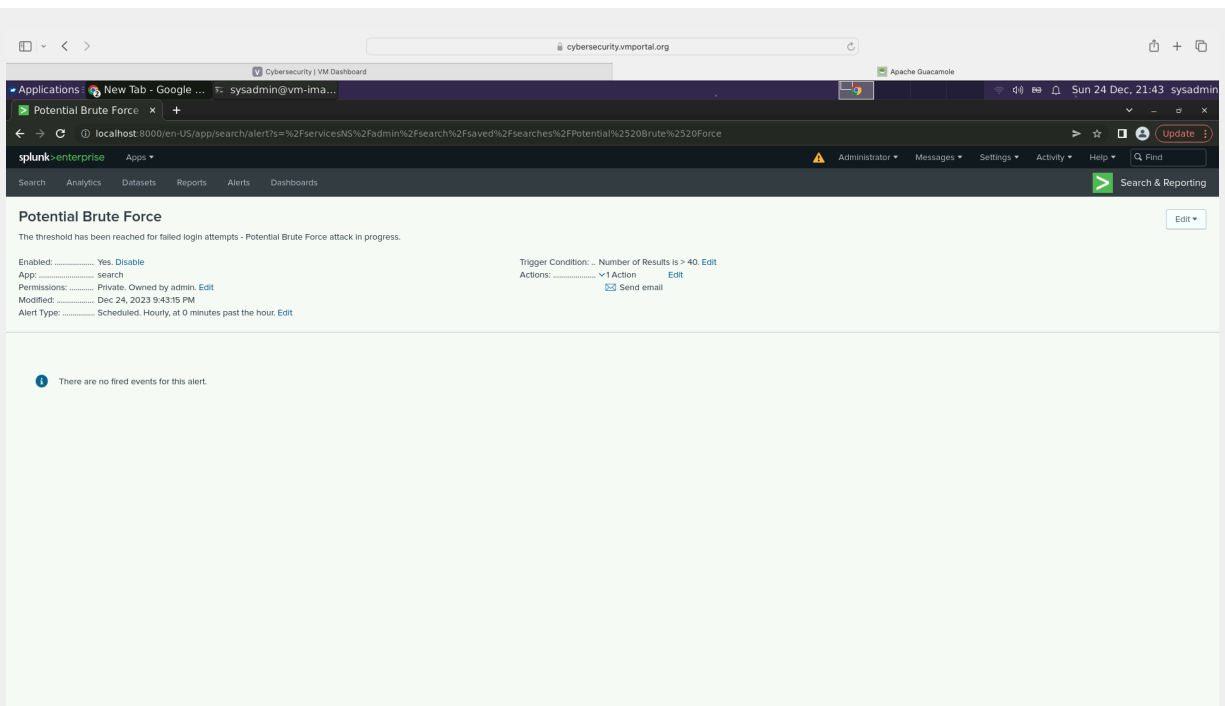 cybersecurity.vmportal.org
Cybersecurity | VM Dashboard
Apache Guacamole
Applications
New Tab - Google ...
sysadmin@vm-ima...
Sun 24 Dec, 21:43 sysadmin
Potential Brute Force
localhost:8000/en-US/app/search/alert?s=%2FservicesNS%2Fadmin%2Fsearch%2Fsaved%2Fsearches%2FPotential%2520Brute%2520Force
Update
splunk>enterprise Apps
Administrator Messages Settings Activity Help Find
Search Analytics Datasets Reports Alerts Dashboards
Search & Reporting
Potential Brute Force
Edit
The threshold has been reached for failed login attempts - Potential Brute Force attack in progress.
Enabled: ................... Yes. Disable
App: ........................... search
Permissions: ............ Private. Owned by admin. Edit
Modified: .................. Dec 24, 2023 9:43:15 PM
Alert Type: ................ Scheduled. Hourly, at 0 minutes past the hour. Edit
Trigger Condition: .. Number of Results is > 40. Edit
Actions: .................... 1 Action Edit
Send email
There are no fired events for this alert.